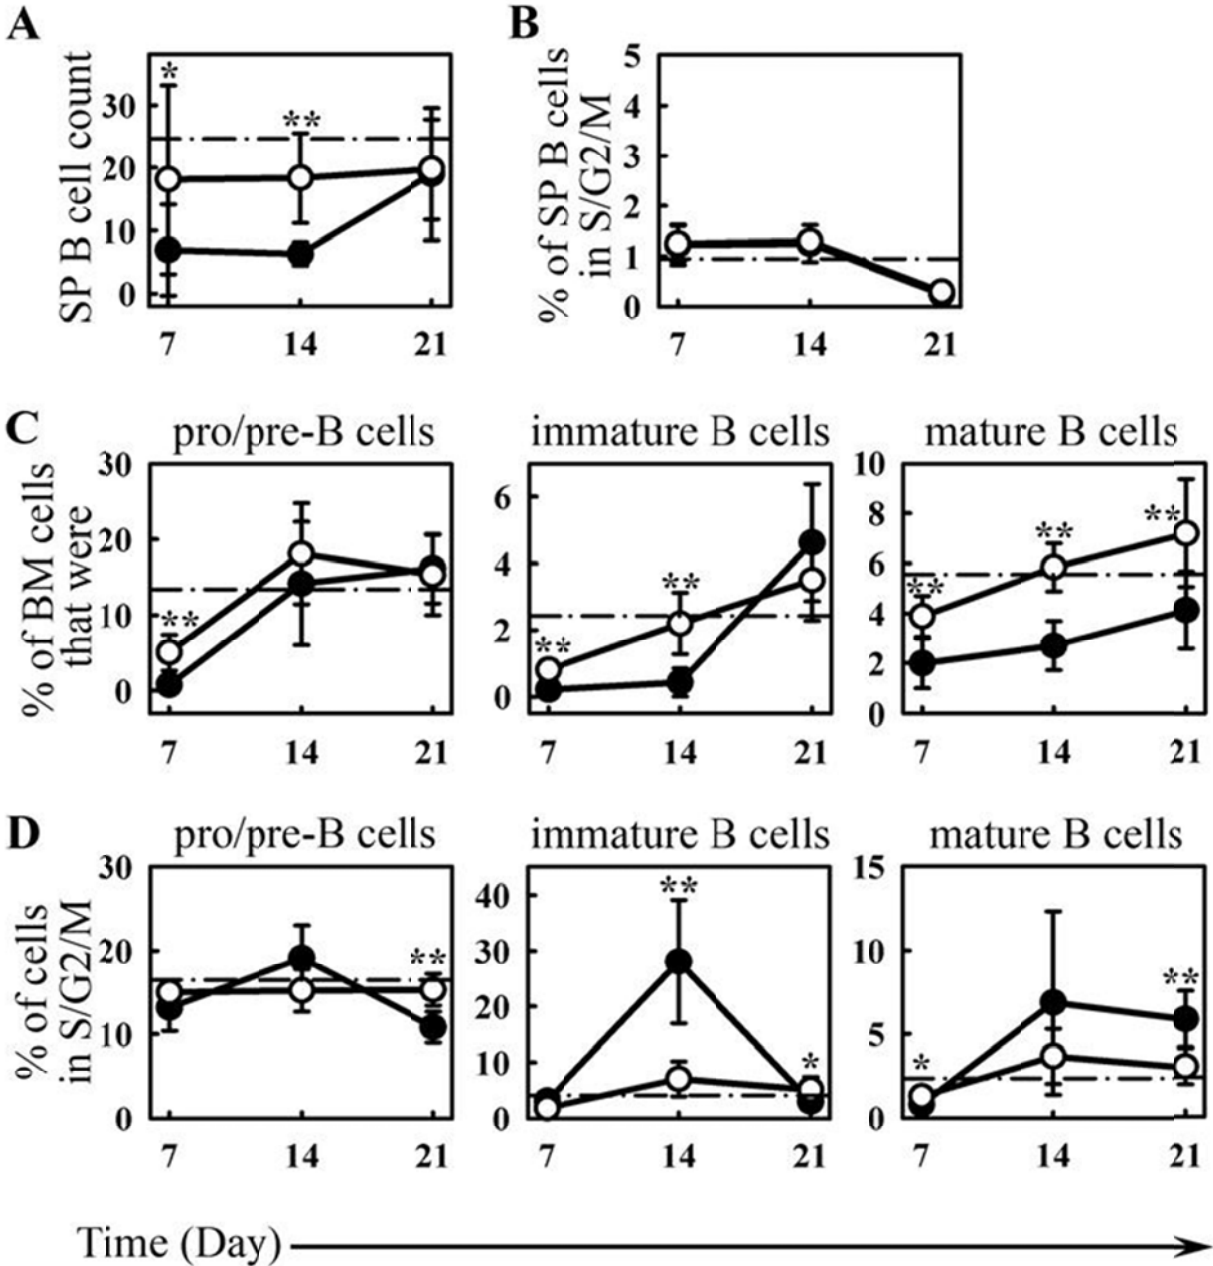 A
SP B cell count
30
20
10
0
*
**
7 14 21
B
% of SP B cells
in S/G2/M
5
4
3
2
1
0
7 14 21
C
% of BM cells
that were
pro/pre-B cells
30
20
10
0
**
7 14 21
immature B cells
6
4
2
0
**
**
7 14 21
mature B cells
10
8
6
4
2
0
**
**
**
7 14 21
D
% of cells
in S/G2/M
pro/pre-B cells
30
20
10
0
**
7 14 21
immature B cells
40
30
20
10
0
**
*
7 14 21
mature B cells
15
10
5
0
*
**
7 14 21
Time (Day)